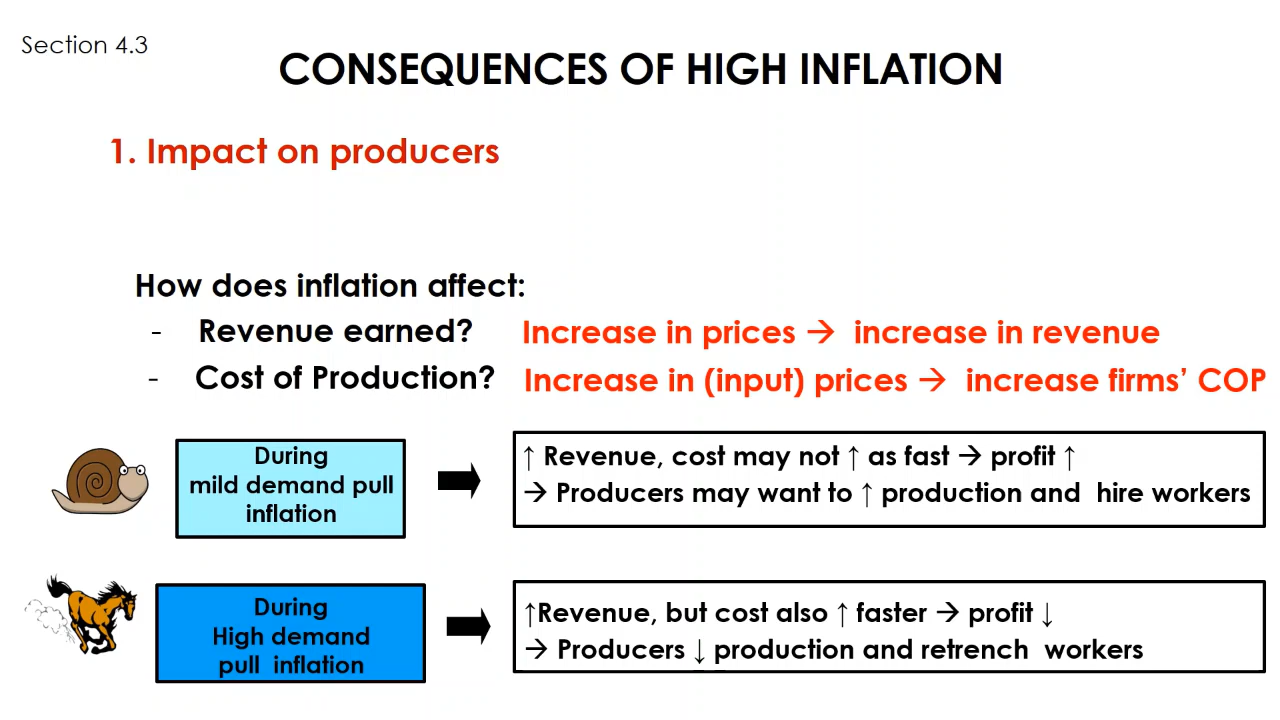 Section 4.3
CONSEQUENCES OF HIGH INFLATION
1. Impact on producers
How does inflation affect:
- Revenue earned? Increase in prices → increase in revenue
- Cost of Production? Increase in (input) prices → increase firms’ COP
During
mild demand pull
inflation
↑ Revenue, cost may not ↑ as fast → profit ↑
→ Producers may want to ↑ production and hire workers
During
High demand
pull inflation
↑Revenue, but cost also ↑ faster → profit ↓
→ Producers ↓ production and retrench workers